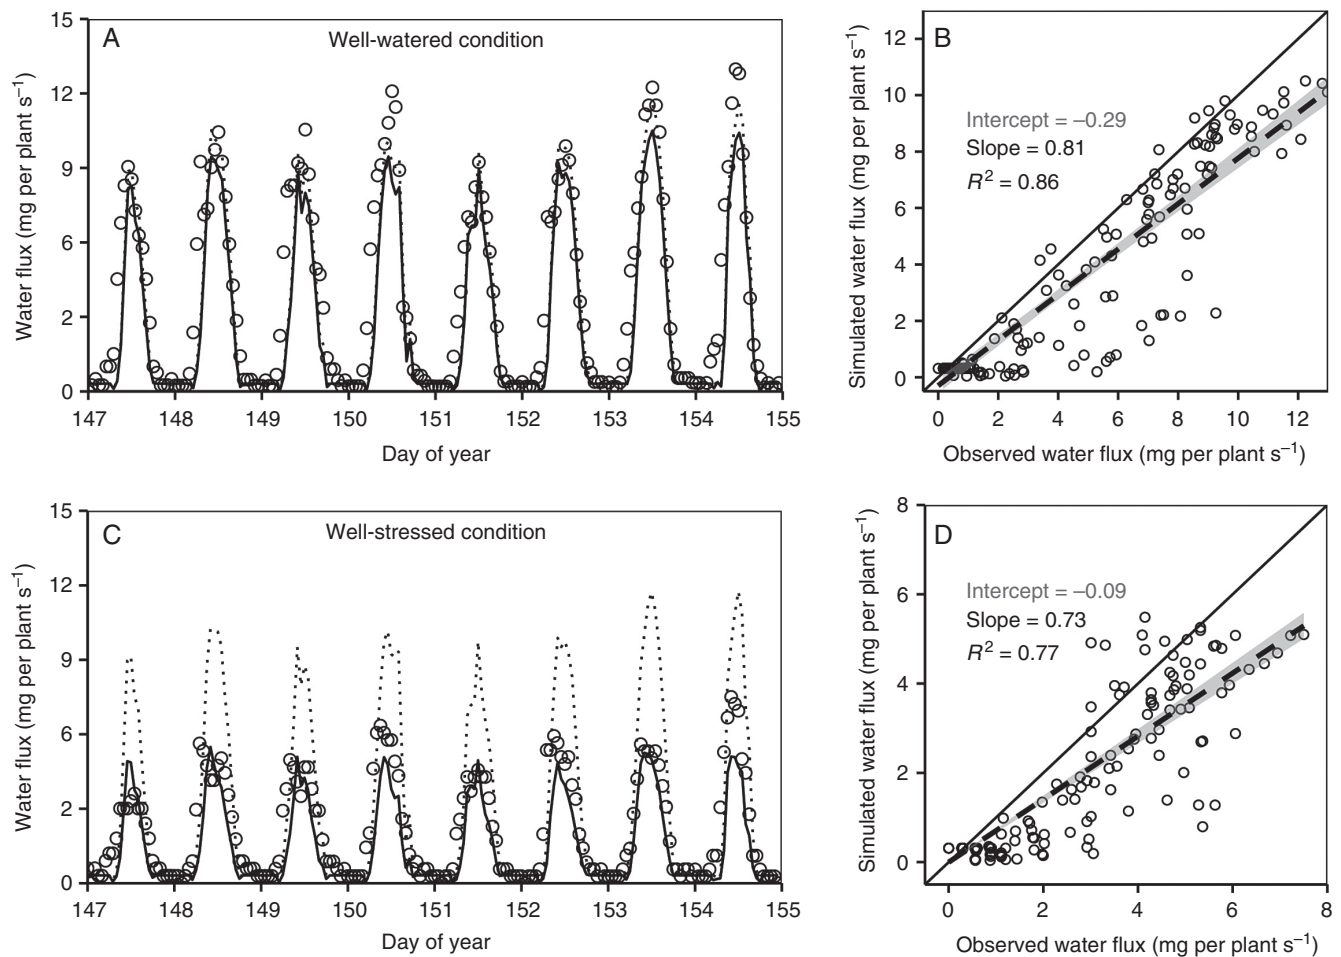 A
Well-watered condition
Water flux (mg per plant s⁻¹)
15
12
9
6
2
0
147 148 149 150 151 152 153 154 155
Day of year
B
Intercept = –0.29
Slope = 0.81
R² = 0.86
Simulated water flux (mg per plant s⁻¹)
12
10
8
6
4
2
0
0 2 4 6 8 10 12
Observed water flux (mg per plant s⁻¹)
C
Well-stressed condition
Water flux (mg per plant s⁻¹)
15
12
9
6
2
0
147 148 149 150 151 152 153 154 155
Day of year
D
Intercept = –0.09
Slope = 0.73
R² = 0.77
Simulated water flux (mg per plant s⁻¹)
8
6
4
2
0
0 2 4 6 8
Observed water flux (mg per plant s⁻¹)